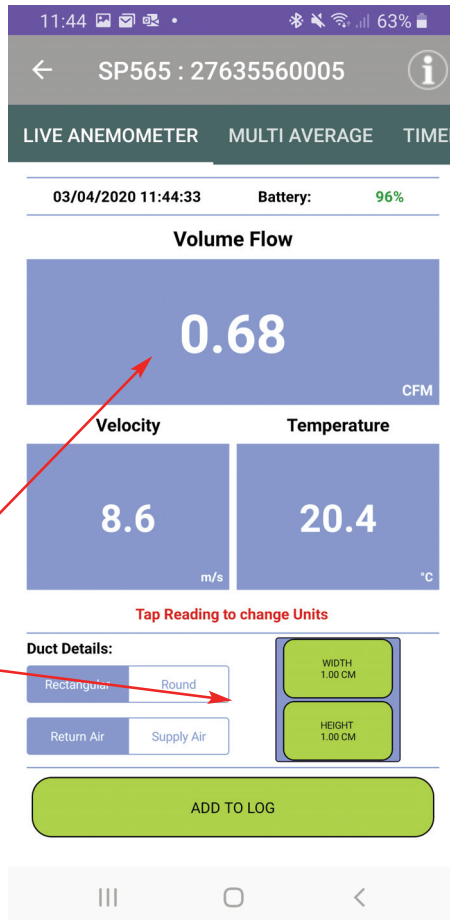 11:44 63%
SP565 : 27635560005
LIVE ANEMOMETER MULTI AVERAGE TIME
03/04/2020 11:44:33 Battery: 96%
Volume Flow
0.68
CFM
Velocity Temperature
8.6 20.4
m/s °C
Tap Reading to change Units
Duct Details:
WIDTH
1.00 CM
Rectangular Round
HEIGHT
1.00 CM
Return Air Supply Air
ADD TO LOG